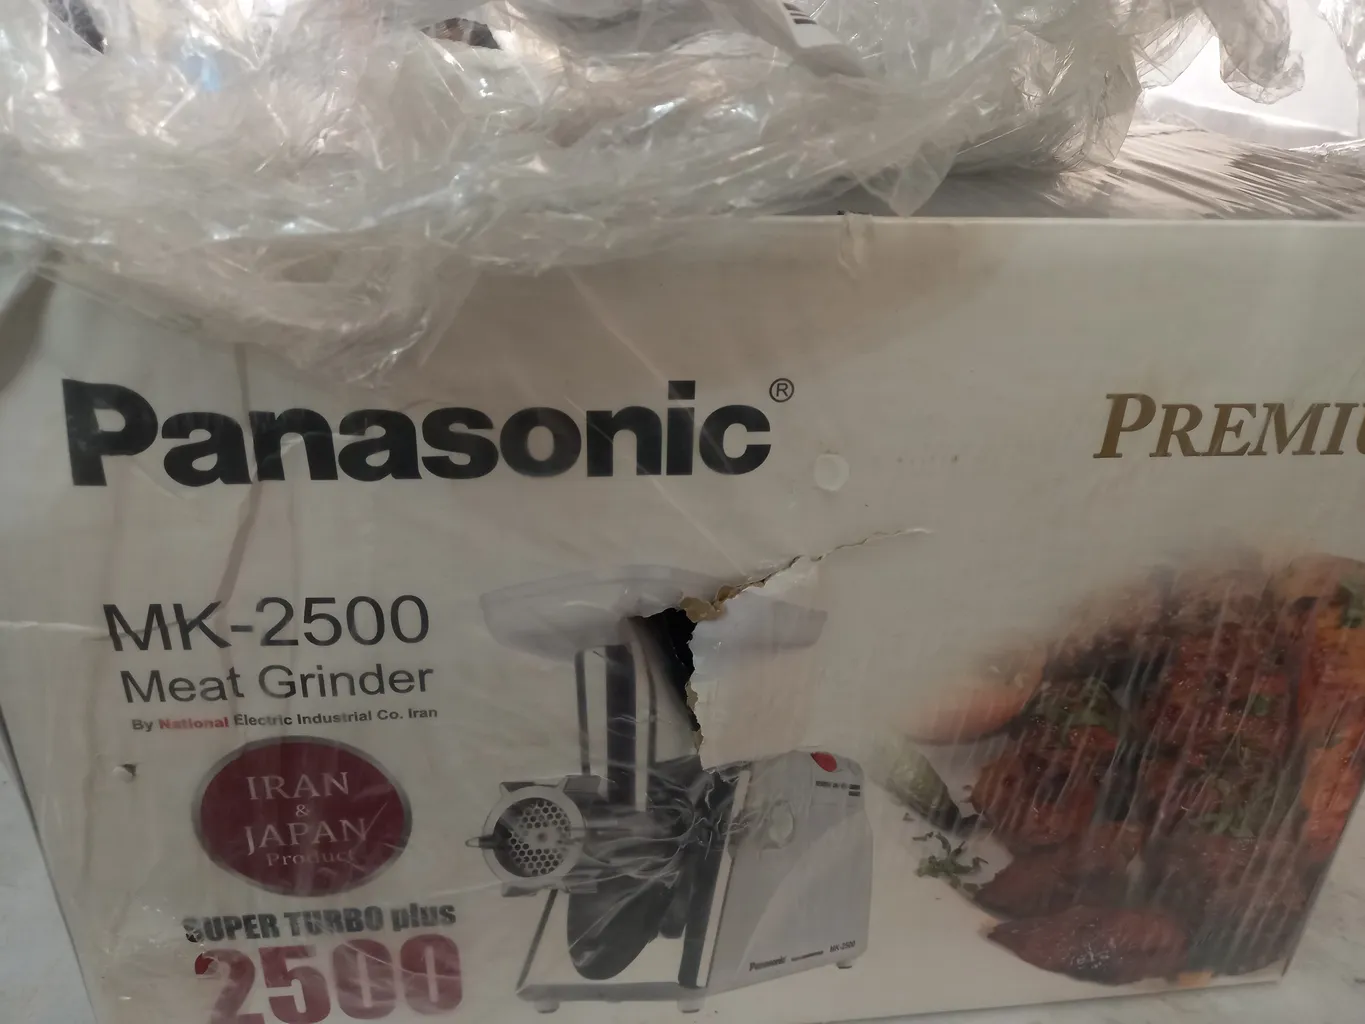 Panasonic®
PREMIU
MK-2500
Meat Grinder
By National Electric Industrial Co. Iran
IRAN
&
JAPAN
Product
SUPER TURBO plus
2500
Panasonic
MK-2500